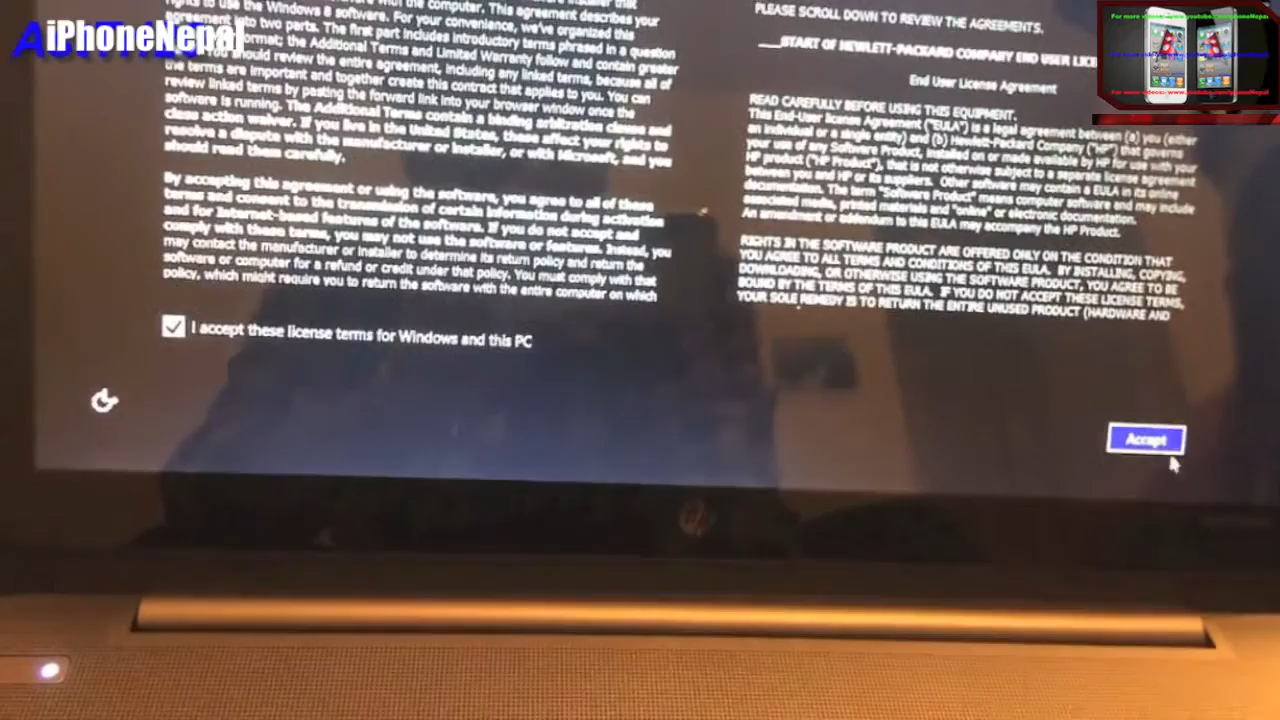 iPhoneNepal
rights to use the Windows 8 software. For your convenience, we've organized this
agreement into two parts. The first part includes introductory terms phrased in a question
format; the Additional Terms and Limited Warranty follow and contain greater
should review the entire agreement, including any linked terms, because all of
the terms are important and together create this contract that applies to you. You can
review linked terms by pasting the forward link into your browser window once the
software is running. The Additional Terms contain a binding arbitration clause and
class action waiver. If you live in the United States, these affect your rights to
resolve a dispute with the manufacturer or installer, or with Microsoft, and you
should read them carefully.
By accepting this agreement or using the software, you agree to all of these
terms and consent to the transmission of certain information during activation
and for Internet-based features of the software. If you do not accept and
comply with these terms, you may not use the software or features. Instead, you
may contact the manufacturer or installer to determine its return policy and return the
software or computer for a refund or credit under that policy. You must comply with that
policy, which might require you to return the software with the entire computer on which
I accept these license terms for Windows and this PC
PLEASE SCROLL DOWN TO REVIEW THE AGREEMENTS.
___START OF HEWLETT-PACKARD COMPANY END USER
End User License Agreement
READ CAREFULLY BEFORE USING THIS EQUIPMENT.
This End-User license Agreement ("EULA") is a legal agreement between (a) you (either
an individual or a single entity) and (b) Hewlett-Packard Company ("HP") that governs
your use of any Software Product, installed on or made available by HP for use with your
HP product ("HP Product"), that is not otherwise subject to a separate license agreement
between you and HP or its suppliers. Other software may contain a EULA in its online
documentation. The term "Software Product" means computer software and may include
associated media, printed materials and "online" or electronic documentation.
An amendment or addendum to this EULA may accompany the HP Product.
RIGHTS IN THE SOFTWARE PRODUCT ARE OFFERED ONLY ON THE CONDITION THAT
YOU AGREE TO ALL TERMS AND CONDITIONS OF THIS EULA. BY INSTALLING, COPYING,
DOWNLOADING, OR OTHERWISE USING THE SOFTWARE PRODUCT, YOU AGREE TO BE
BOUND BY THE TERMS OF THIS EULA. IF YOU DO NOT ACCEPT THESE LICENSE TERMS,
YOUR SOLE REMEDY IS TO RETURN THE ENTIRE UNUSED PRODUCT (HARDWARE AND
Accept
hp